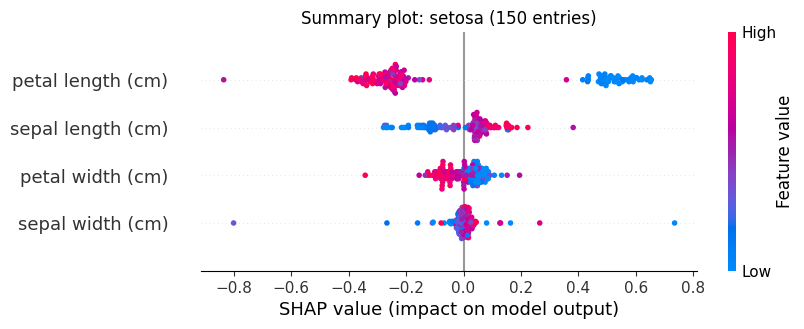 Summary plot: setosa (150 entries)
High
petal length (cm)
sepal length (cm)
petal width (cm)
sepal width (cm)
Feature value
Low
−0.8 −0.6 −0.4 −0.2 0.0 0.2 0.4 0.6 0.8
SHAP value (impact on model output)